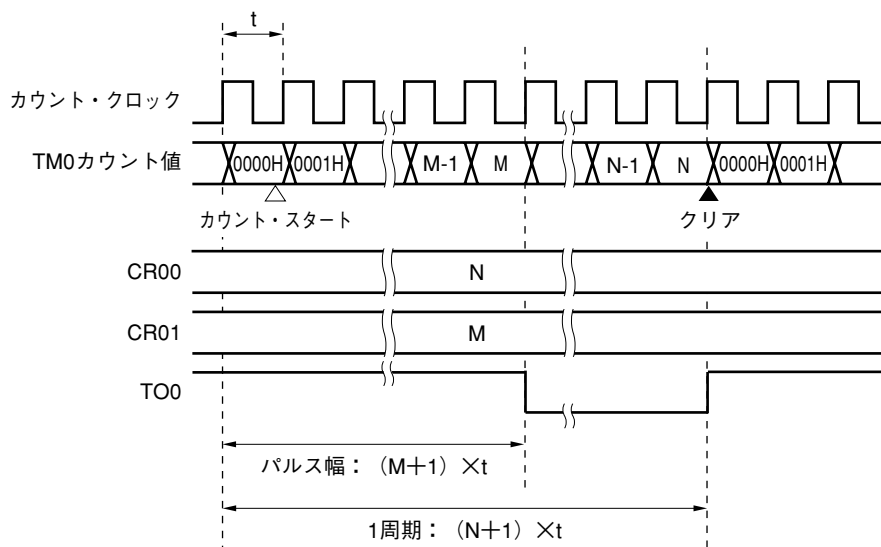 t
カウント・クロック
TM0カウント値 0000H 0001H M-1 M N-1 N 0000H 0001H
カウント・スタート クリア
CR00 N
CR01 M
TO0
パルス幅：（M＋1）×t
1周期：（N＋1）×t